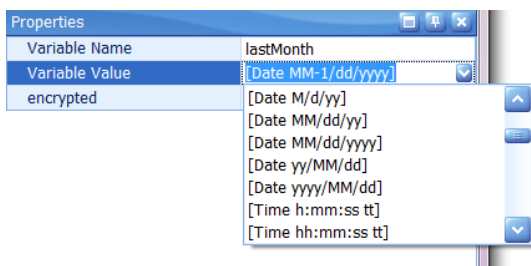 Properties
Variable Name lastMonth
Variable Value [Date MM-1/dd/yyyy]
encrypted
[Date M/d/yy]
[Date MM/dd/yy]
[Date MM/dd/yyyy]
[Date yy/MM/dd]
[Date yyyy/MM/dd]
[Time h:mm:ss tt]
[Time hh:mm:ss tt]